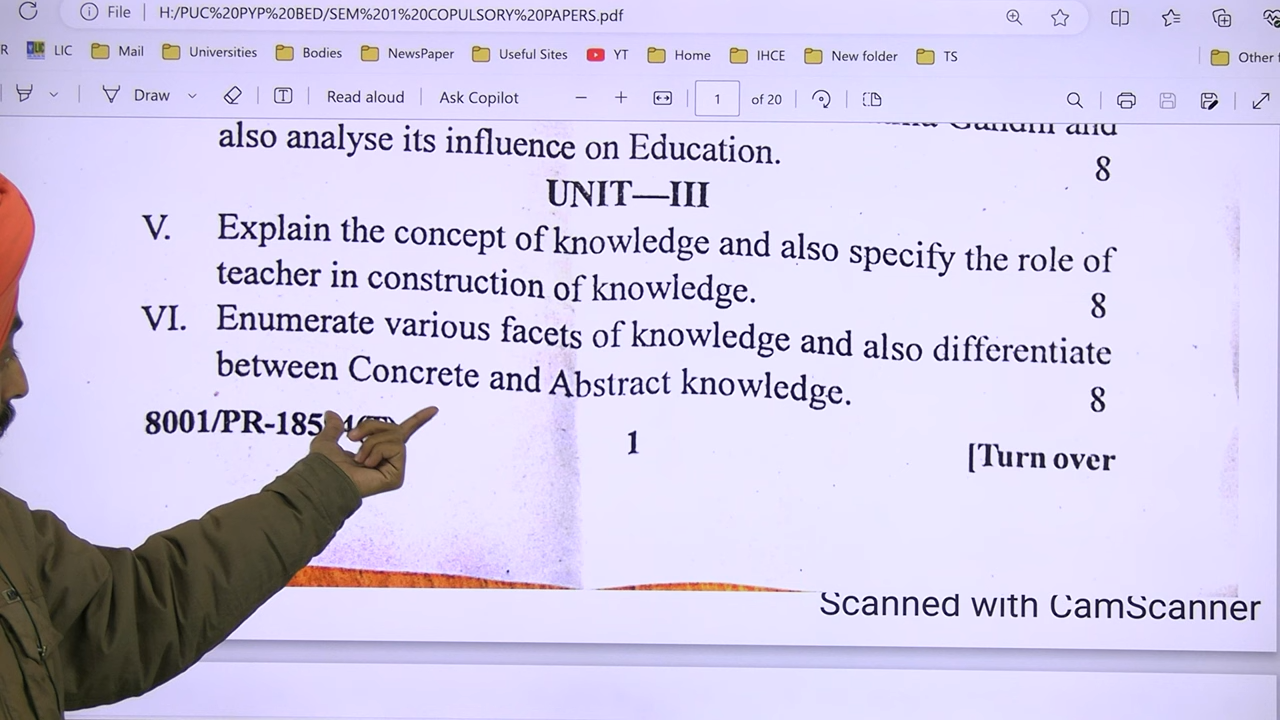 File H:/PUC%20PYP%20BED/SEM%201%20COPULSORY%20PAPERS.pdf
R LIC Mail Universities Bodies NewsPaper Useful Sites YT Home IHCE New folder TS Other
Draw Read aloud Ask Copilot 1 of 20
Gandhi and
also analyse its influence on Education. 8
UNIT—III
V. Explain the concept of knowledge and also specify the role of
teacher in construction of knowledge. 8
VI. Enumerate various facets of knowledge and also differentiate
between Concrete and Abstract knowledge. 8
8001/PR-185
1
[Turn over
Scanned with CamScanner